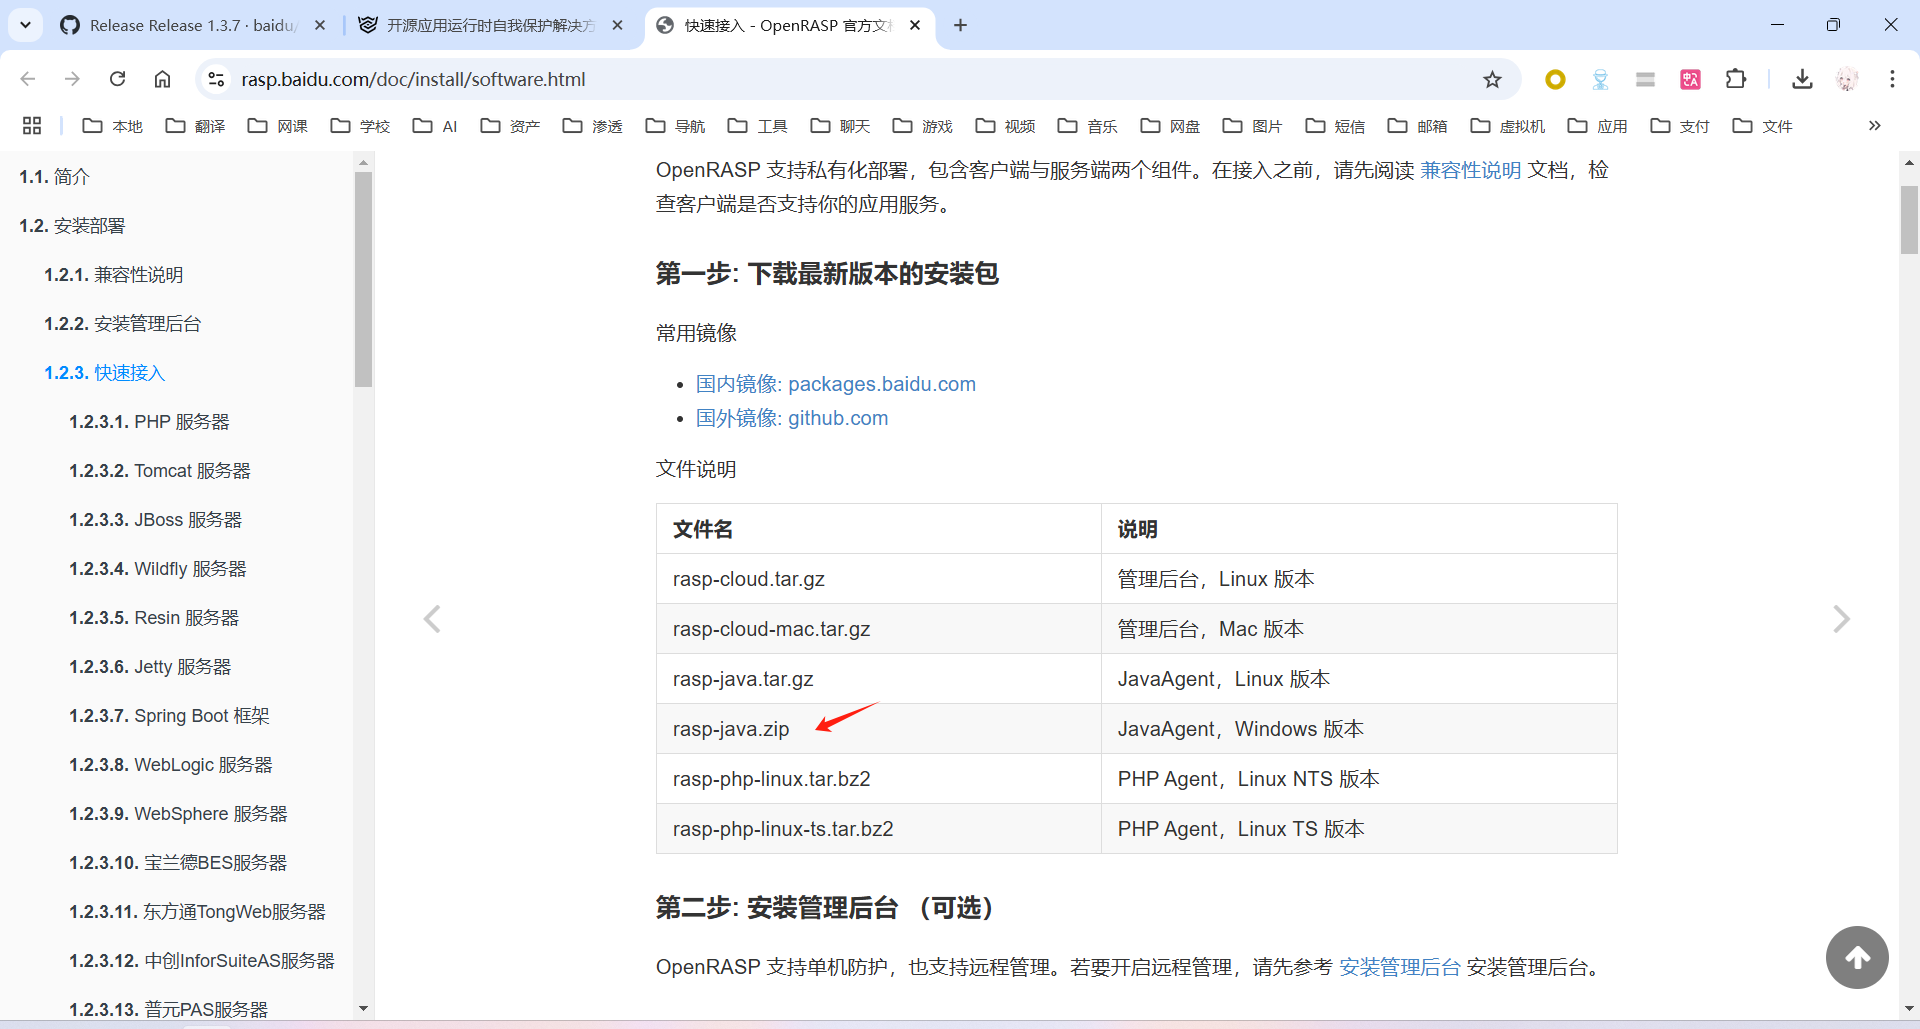 Release Release 1.3.7 · baidu/
开源应用运行时自我保护解决方
快速接入 - OpenRASP 官方文
rasp.baidu.com/doc/install/software.html
本地
翻译
网课
学校
AI
资产
渗透
导航
工具
聊天
游戏
视频
音乐
网盘
图片
短信
邮箱
虚拟机
应用
支付
文件
1.1. 简介
1.2. 安装部署
1.2.1. 兼容性说明
1.2.2. 安装管理后台
1.2.3. 快速接入
1.2.3.1. PHP 服务器
1.2.3.2. Tomcat 服务器
1.2.3.3. JBoss 服务器
1.2.3.4. Wildfly 服务器
1.2.3.5. Resin 服务器
1.2.3.6. Jetty 服务器
1.2.3.7. Spring Boot 框架
1.2.3.8. WebLogic 服务器
1.2.3.9. WebSphere 服务器
1.2.3.10. 宝兰德BES服务器
1.2.3.11. 东方通TongWeb服务器
1.2.3.12. 中创InforSuiteAS服务器
1.2.3.13. 普元PAS服务器
OpenRASP 支持私有化部署，包含客户端与服务端两个组件。在接入之前，请先阅读 兼容性说明 文档，检
查客户端是否支持你的应用服务。
第一步: 下载最新版本的安装包
常用镜像
• 国内镜像: packages.baidu.com
• 国外镜像: github.com
文件说明
文件名 说明
rasp-cloud.tar.gz 管理后台，Linux 版本
rasp-cloud-mac.tar.gz 管理后台，Mac 版本
rasp-java.tar.gz JavaAgent，Linux 版本
rasp-java.zip JavaAgent，Windows 版本
rasp-php-linux.tar.bz2 PHP Agent，Linux NTS 版本
rasp-php-linux-ts.tar.bz2 PHP Agent，Linux TS 版本
第二步: 安装管理后台 （可选）
OpenRASP 支持单机防护，也支持远程管理。若要开启远程管理，请先参考 安装管理后台 安装管理后台。